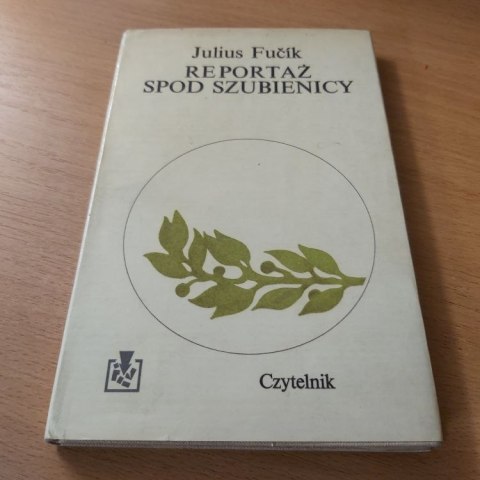 Julius Fučík
REPORTAŻ
SPOD SZUBIENICY
Czytelnik